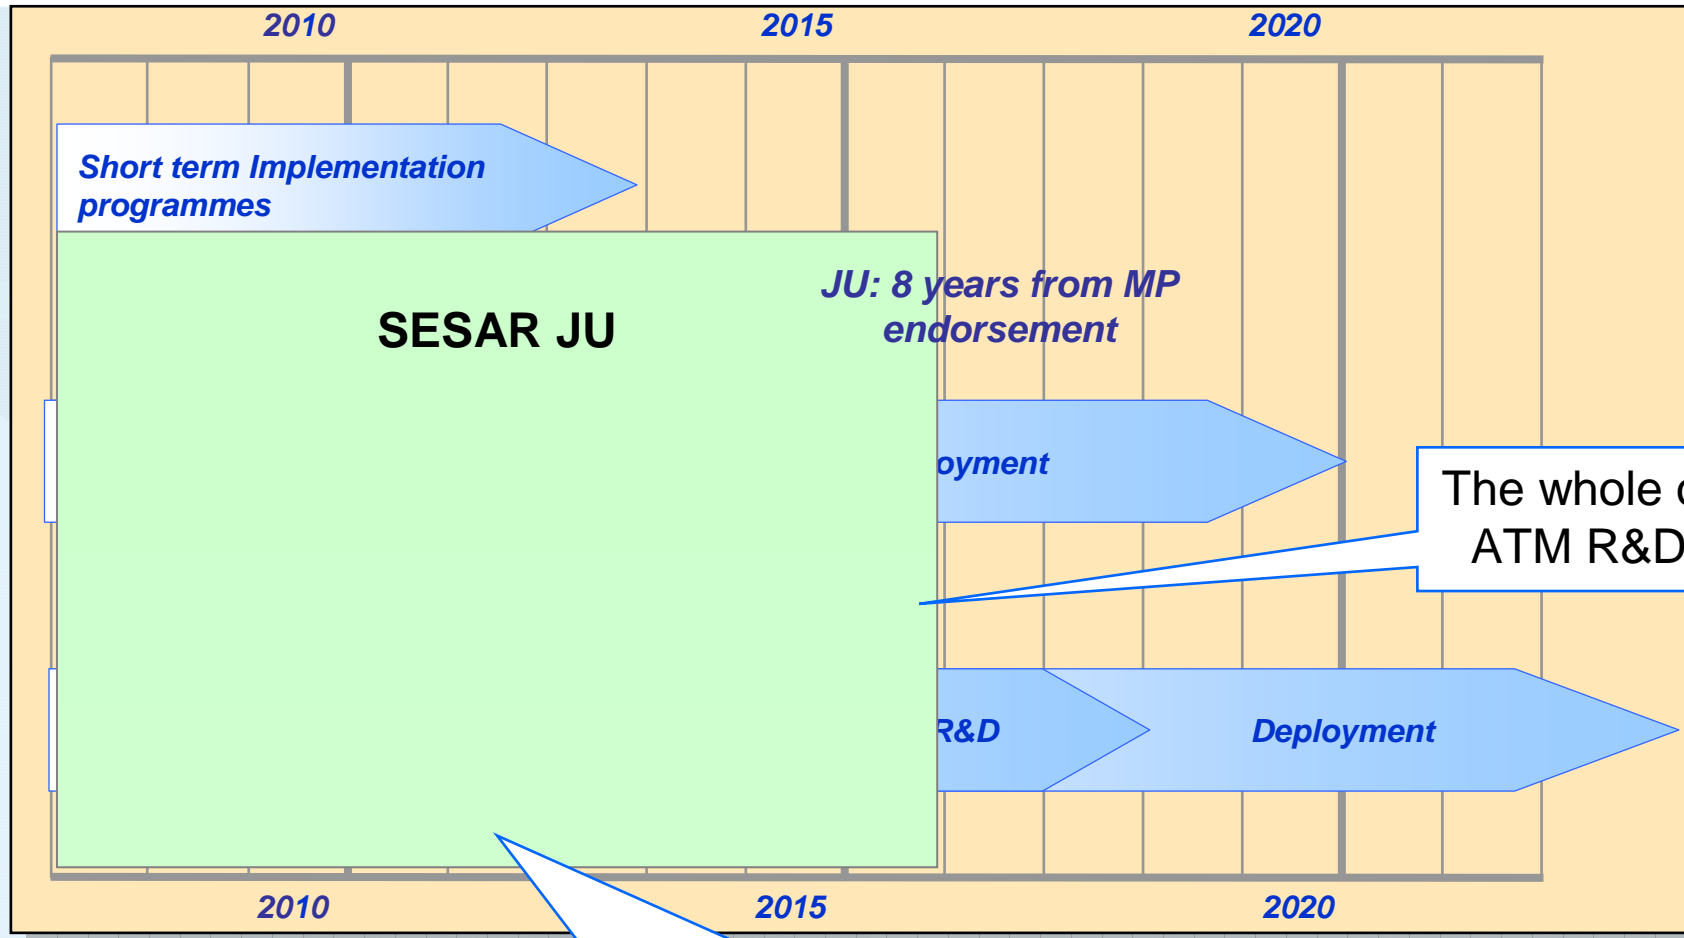 2010 2015 2020
Short term Implementation
programmes
JU: 8 years from MP
endorsement
SESAR JU
oyment
The whole
ATM R&D
R&D
Deployment
2010 2015 2020